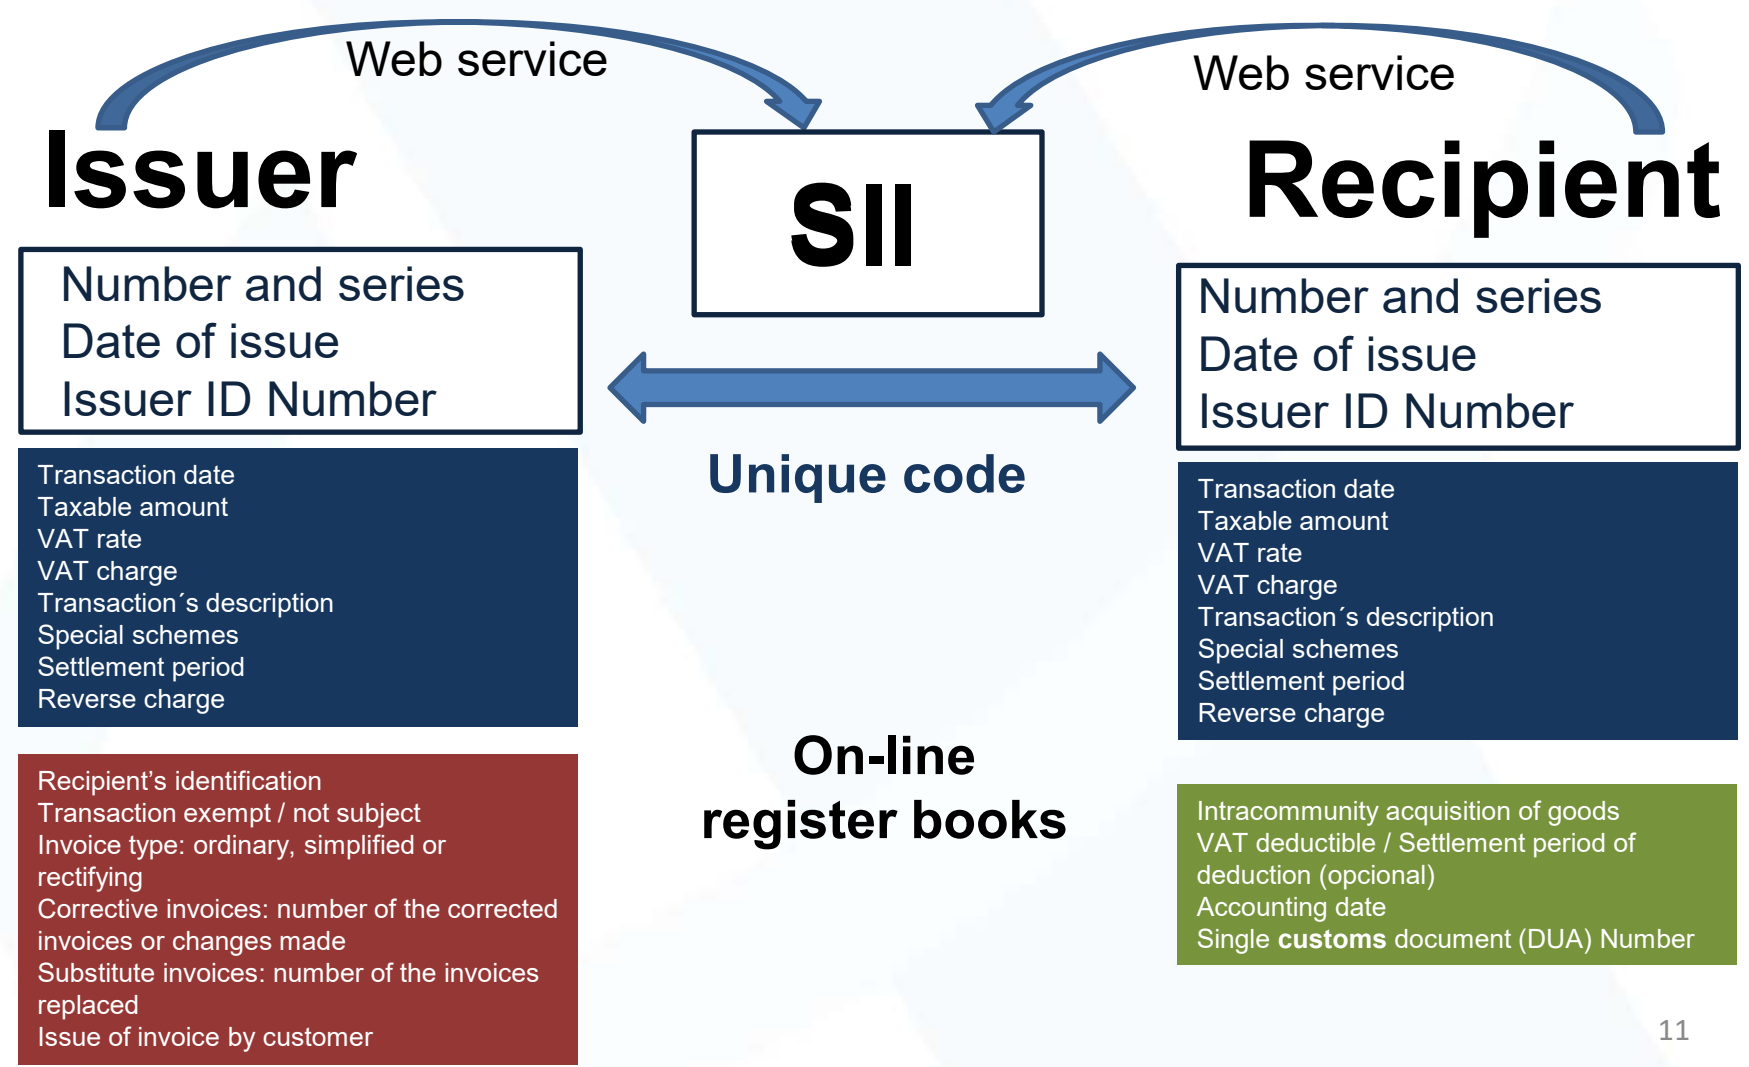 Web service
Web service
Issuer
SII
Recipient
Number and series
Date of issue
Issuer ID Number
Number and series
Date of issue
Issuer ID Number
Unique code
Transaction date
Taxable amount
VAT rate
VAT charge
Transaction´s description
Special schemes
Settlement period
Reverse charge
Transaction date
Taxable amount
VAT rate
VAT charge
Transaction´s description
Special schemes
Settlement period
Reverse charge
On-line
register books
Recipient’s identification
Transaction exempt / not subject
Invoice type: ordinary, simplified or
rectifying
Corrective invoices: number of the corrected
invoices or changes made
Substitute invoices: number of the invoices
replaced
Issue of invoice by customer
Intracommunity acquisition of goods
VAT deductible / Settlement period of
deduction (opcional)
Accounting date
Single customs document (DUA) Number
11